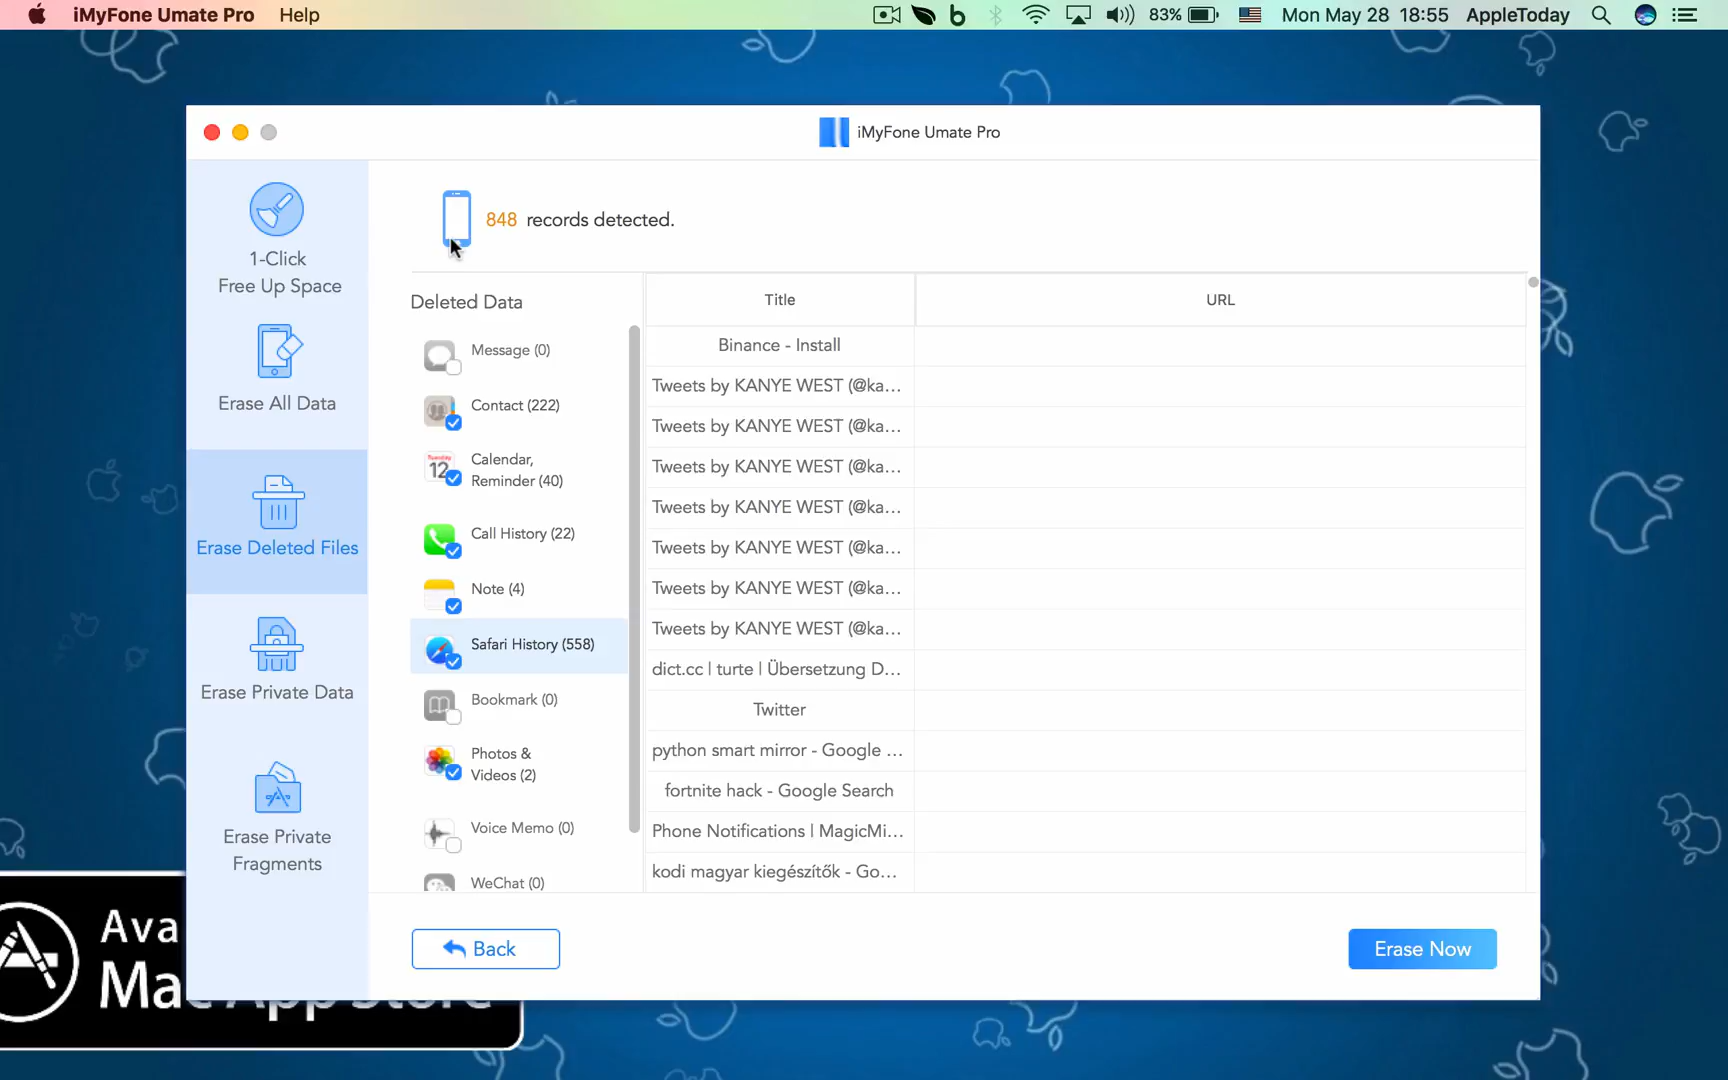 iMyFone Umate Pro Help
83% Mon May 28 18:55 AppleToday
iMyFone Umate Pro
1-Click
Free Up Space
Erase All Data
Erase Deleted Files
Erase Private Data
Erase Private
Fragments
848 records detected.
Deleted Data
Message (0)
Contact (222)
Calendar,
Reminder (40)
Call History (22)
Note (4)
Safari History (558)
Bookmark (0)
Photos &
Videos (2)
Voice Memo (0)
WeChat (0)
Title URL
Binance - Install
Tweets by KANYE WEST (@ka...
Tweets by KANYE WEST (@ka...
Tweets by KANYE WEST (@ka...
Tweets by KANYE WEST (@ka...
Tweets by KANYE WEST (@ka...
Tweets by KANYE WEST (@ka...
Tweets by KANYE WEST (@ka...
dict.cc | turte | Übersetzung D...
Twitter
python smart mirror - Google ...
fortnite hack - Google Search
Phone Notifications | MagicMi...
kodi magyar kiegészítők - Go...
Back
Erase Now
Ava
Mac App Store